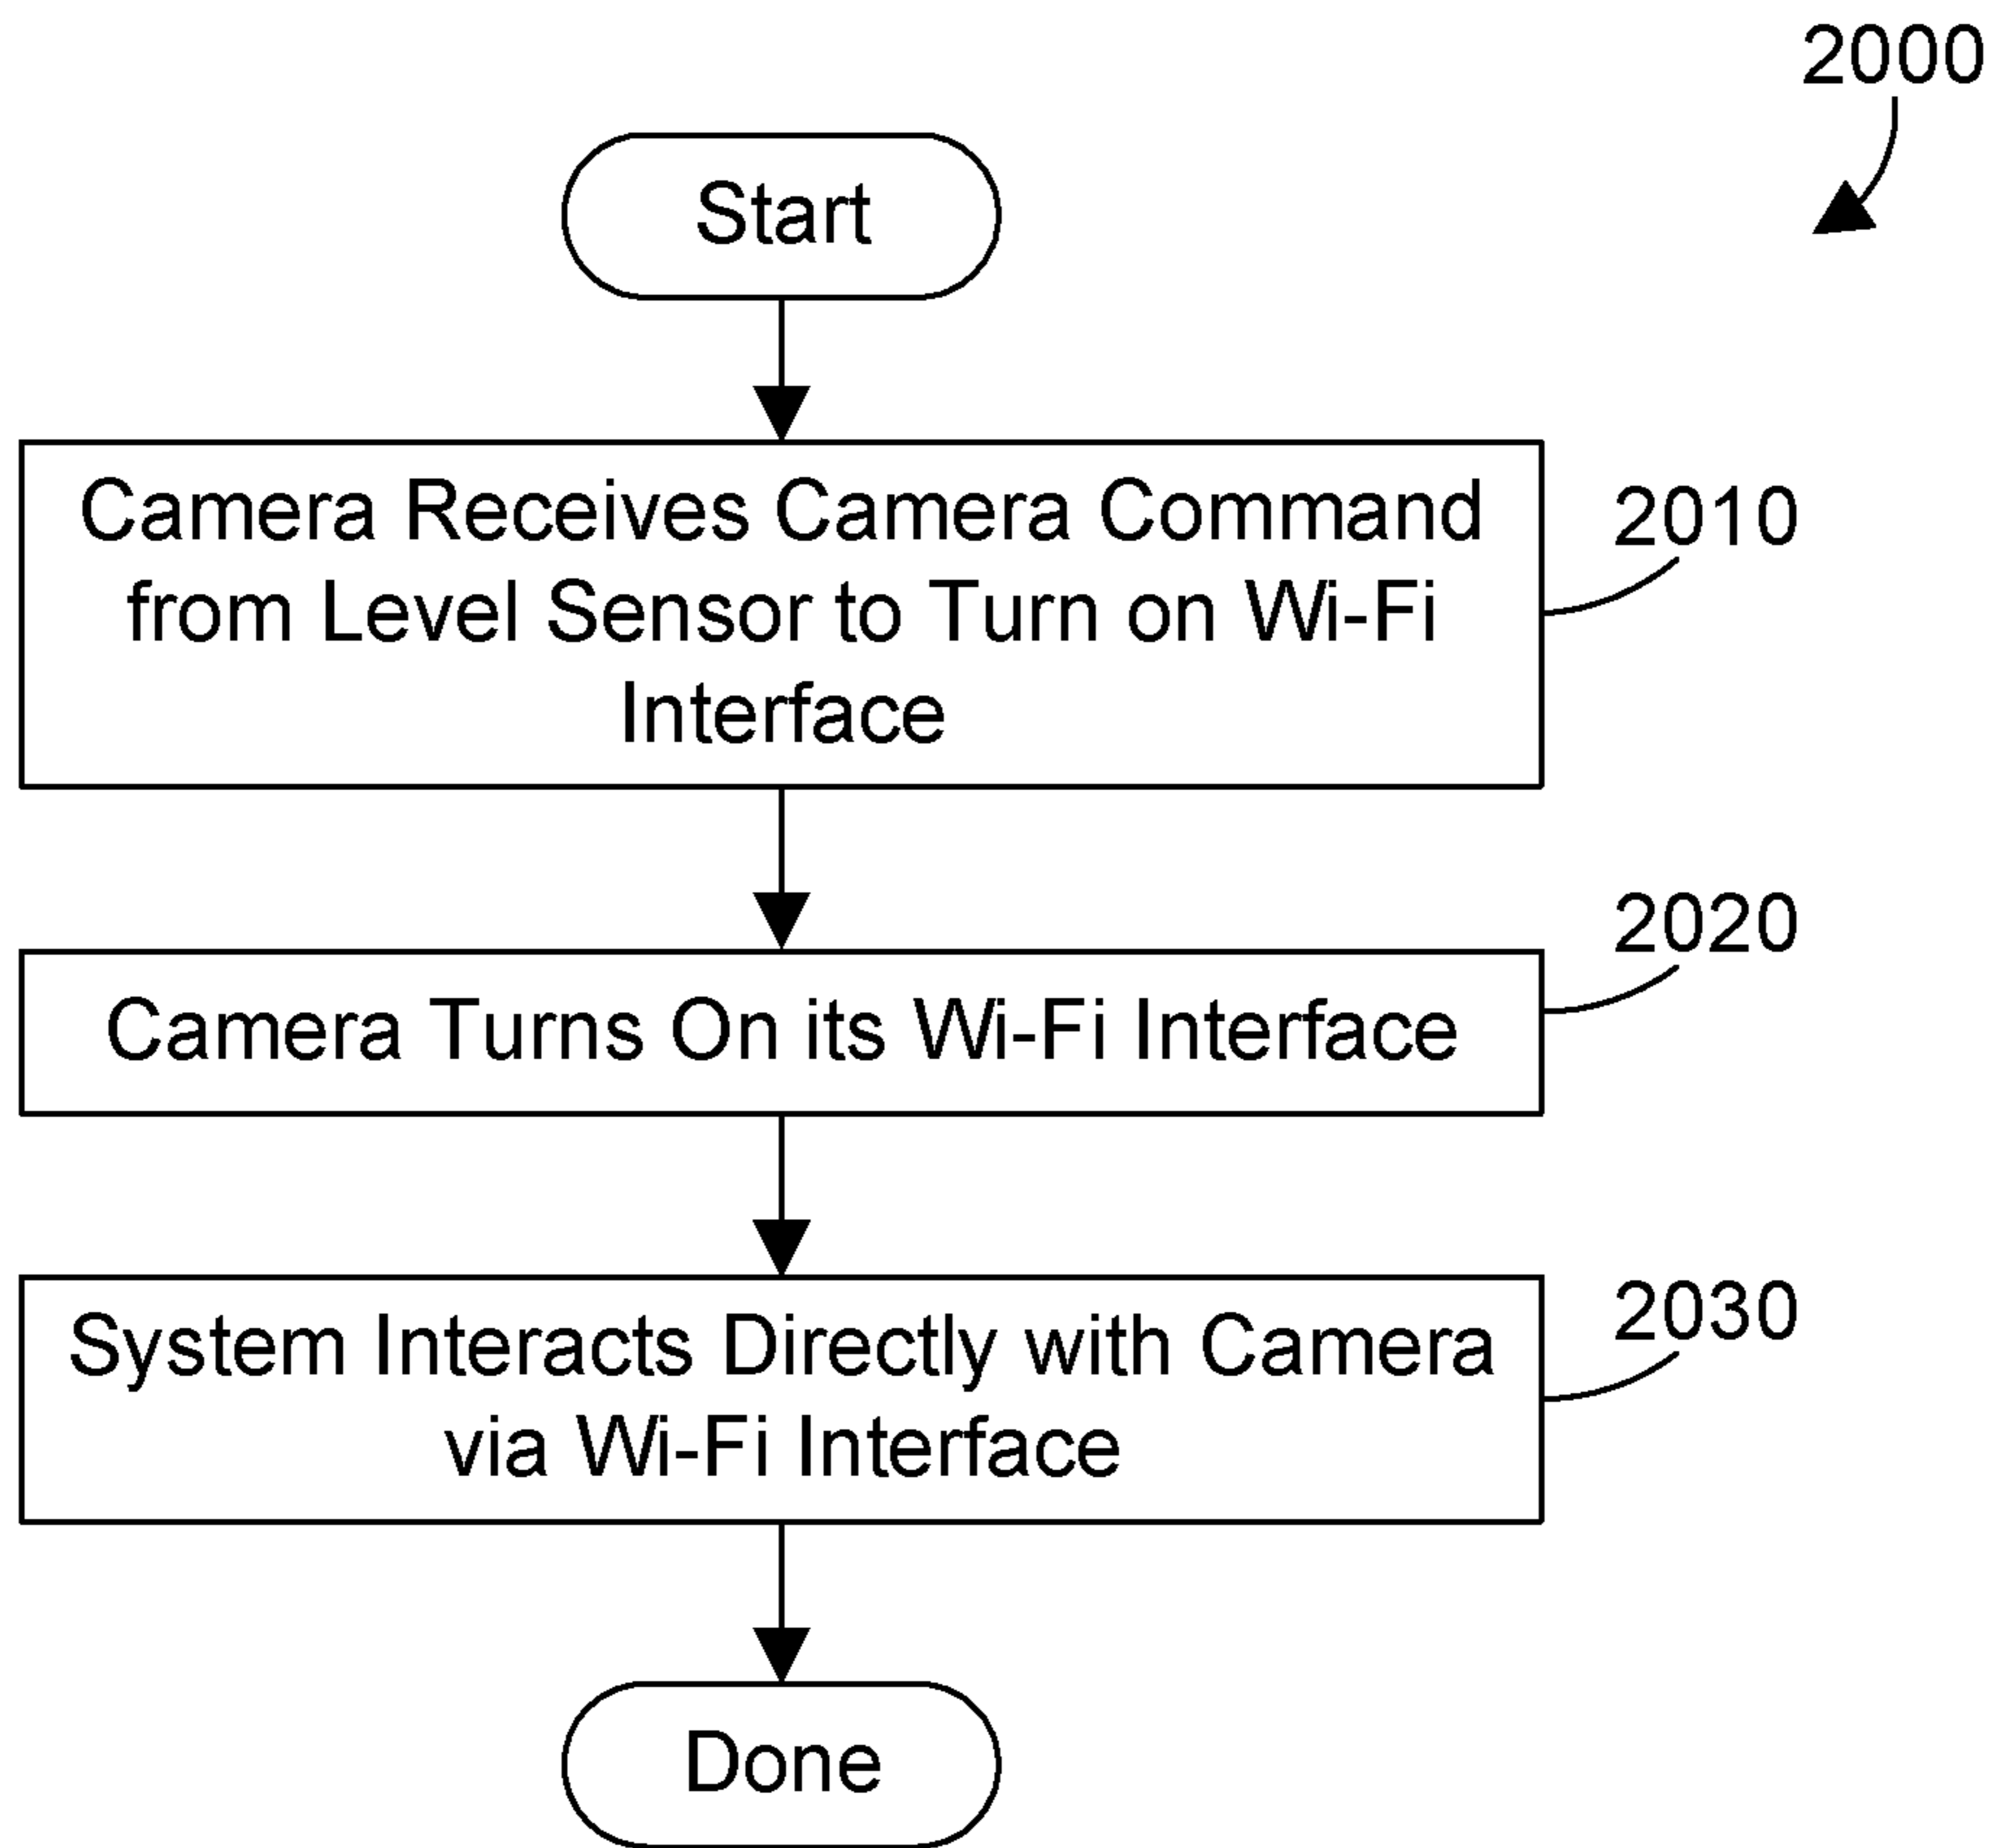 2000
Start
Camera Receives Camera Command
from Level Sensor to Turn on Wi-Fi
Interface
2010
2020
Camera Turns On its Wi-Fi Interface
2030
System Interacts Directly with Camera
via Wi-Fi Interface
Done